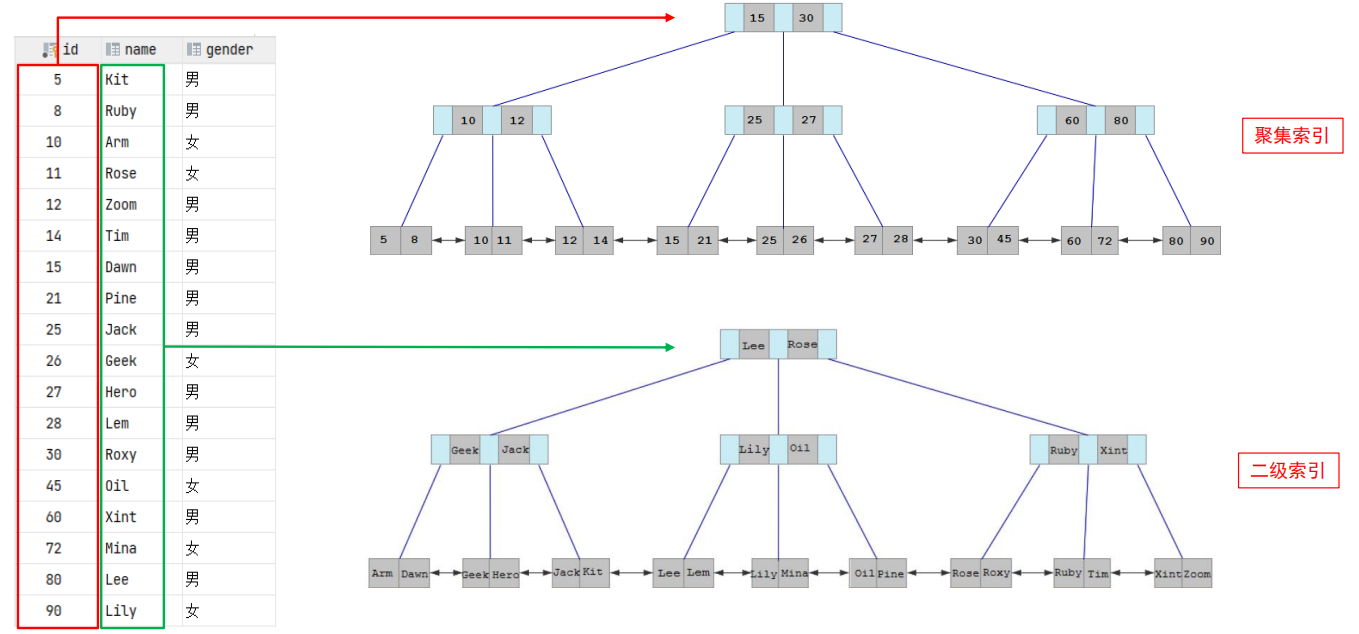 id name gender
5 Kit 男
8 Ruby 男
10 Arm 女
11 Rose 女
12 Zoom 男
14 Tim 男
15 Dawn 男
21 Pine 男
25 Jack 男
26 Geek 女
27 Hero 男
28 Lem 男
30 Roxy 男
45 Oil 女
60 Xint 男
72 Mina 女
80 Lee 男
90 Lily 女
15 30
10 12 25 27 60 80
5 8 10 11 12 14 15 21 25 26 27 28 30 45 60 72 80 90
聚集索引
Lee Rose
Geek Jack Lily Oil Ruby Xint
Arm Dawn Geek Hero Jack Kit Lee Lem Lily Mina Oil Pine Rose Roxy Ruby Tim Xint Zoom
二级索引